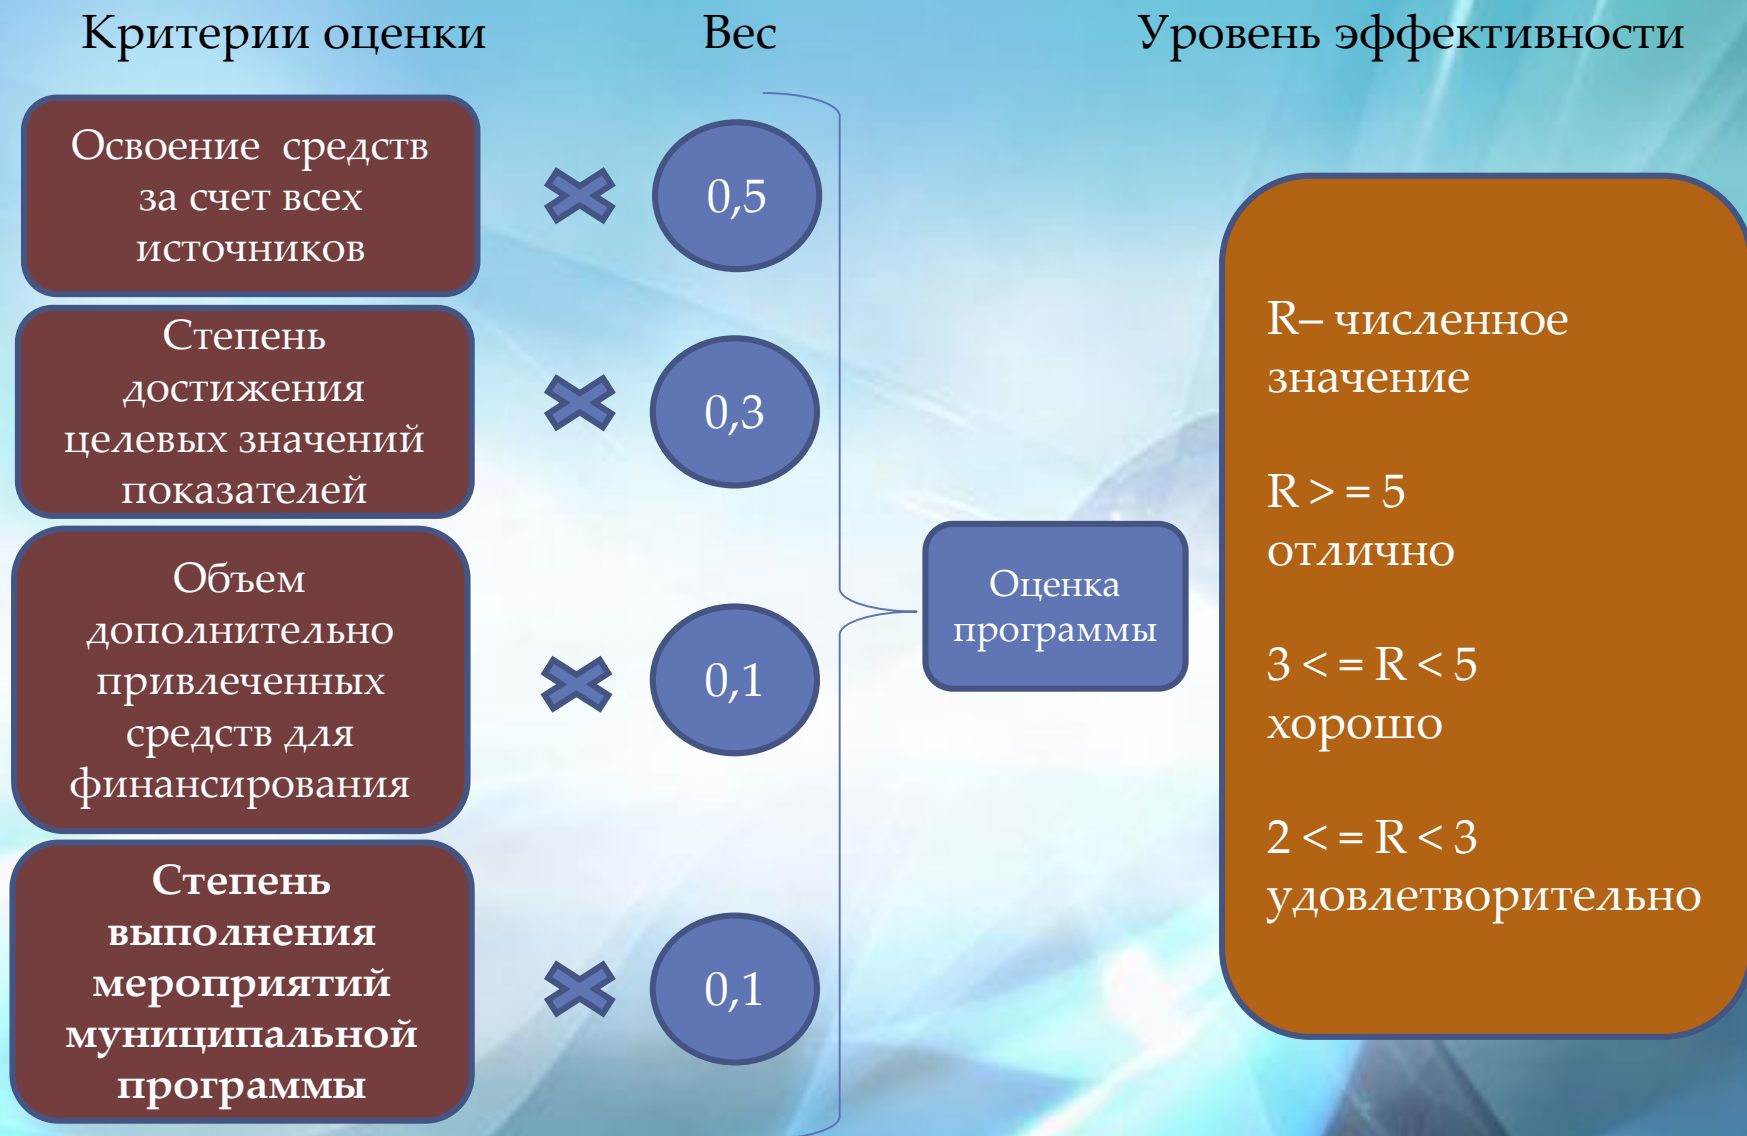 Критерии оценки
Вес
Уровень эффективности
Освоение средств
за счет всех
источников
0,5
Степень
достижения
целевых значений
показателей
0,3
Объем
дополнительно
привлеченных
средств для
финансирования
0,1
Степень
выполнения
мероприятий
муниципальной
программы
0,1
Оценка
программы
R– численное
значение
R > = 5
отлично
3 < = R < 5
хорошо
2 < = R < 3
удовлетворительно